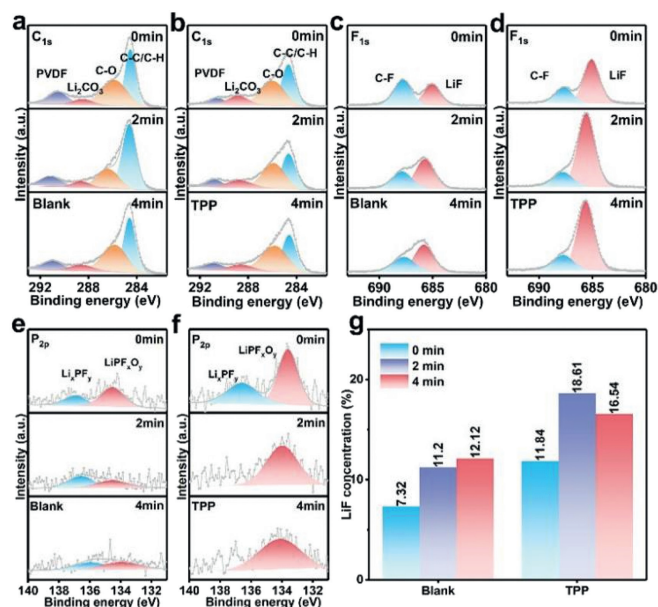 a
C1s 0min
C-C/C-H
C-O
PVDF
Li2CO3
2min
Blank 4min
292 288 284
Binding energy (eV)
Intensity (a.u.)
b
C1s 0min
C-C/C-H
PVDF
C-O
Li2CO3
2min
TPP 4min
292 288 284
Binding energy (eV)
Intensity (a.u.)
c
F1s 0min
C-F LiF
2min
Blank 4min
690 685 680
Binding energy (eV)
Intensity (a.u.)
d
F1s 0min
C-F LiF
2min
TPP 4min
690 685 680
Binding energy (eV)
Intensity (a.u.)
e
P2p 0min
LiPFxOy
LixPFy
2min
Blank 4min
140 138 136 134 132
Binding energy (eV)
Intensity (a.u.)
f
P2p 0min
LiPFxOy
LixPFy
2min
TPP 4min
140 138 136 134 132
Binding energy (eV)
Intensity (a.u.)
g
0 min
2 min
4 min
20
10
0
LiF concentration (%)
7.32
11.2
12.12
11.84
18.61
16.54
Blank TPP